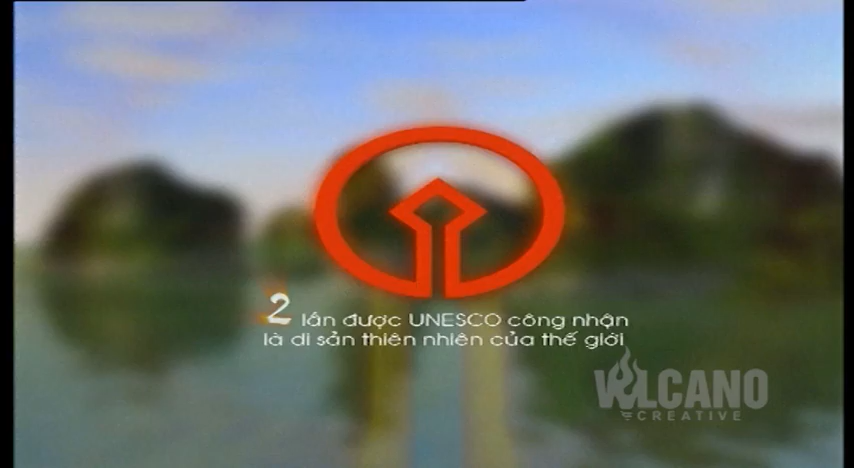 2 lần được UNESCO công nhận
là di sản thiên nhiên của thế giới
VOLCANO
CREATIVE